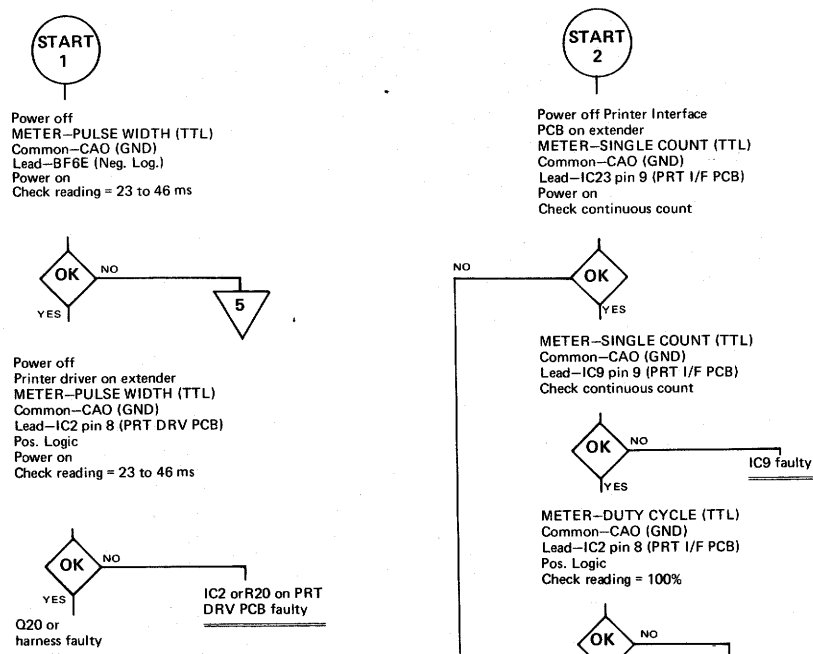 START
1
Power off
METER–PULSE WIDTH (TTL)
Common–CAO (GND)
Lead–BF6E (Neg. Log.)
Power on
Check reading = 23 to 46 ms
OK
NO
YES
5
Power off
Printer driver on extender
METER–PULSE WIDTH (TTL)
Common–CAO (GND)
Lead–IC2 pin 8 (PRT DRV PCB)
Pos. Logic
Power on
Check reading = 23 to 46 ms
OK
NO
YES
IC2 orR20 on PRT
DRV PCB faulty
Q20 or
harness faulty
START
2
Power off Printer Interface
PCB on extender
METER–SINGLE COUNT (TTL)
Common–CAO (GND)
Lead–IC23 pin 9 (PRT I/F PCB)
Power on
Check continuous count
NO
OK
YES
METER–SINGLE COUNT (TTL)
Common–CAO (GND)
Lead–IC9 pin 9 (PRT I/F PCB)
Check continuous count
OK
NO
YES
IC9 faulty
METER–DUTY CYCLE (TTL)
Common–CAO (GND)
Lead–IC2 pin 8 (PRT I/F PCB)
Pos. Logic
Check reading = 100%
OK
NO